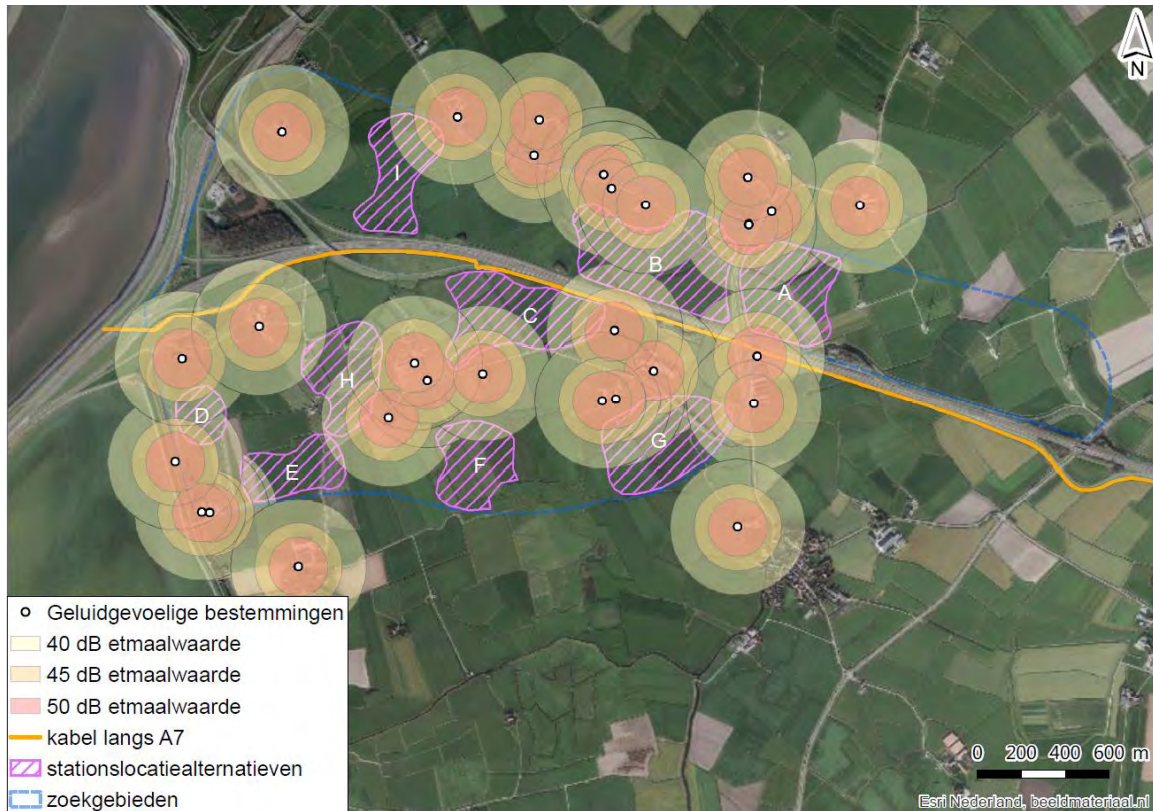 N
I
B
A
C
H
D
G
F
E
Geluidgevoelige bestemmingen
40 dB etmaalwaarde
45 dB etmaalwaarde
50 dB etmaalwaarde
kabel langs A7
stationslocatiealternatieven
zoekgebieden
0 200 400 600 m
Esri Nederland, beeldmateriaal.nl